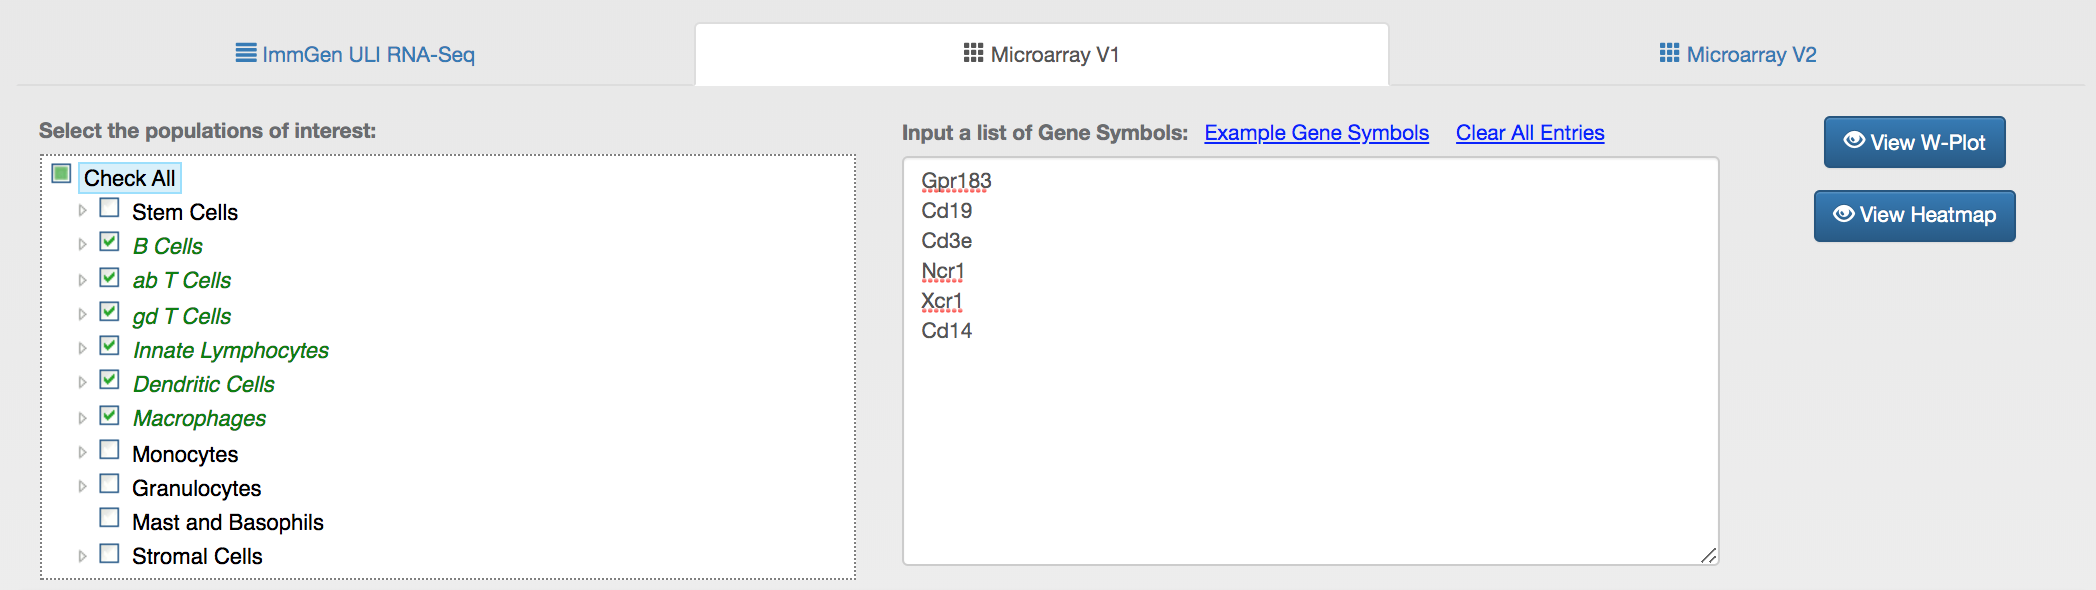 ImmGen ULI RNA-Seq
Microarray V1
Microarray V2
Select the populations of interest:
Check All
Stem Cells
B Cells
ab T Cells
gd T Cells
Innate Lymphocytes
Dendritic Cells
Macrophages
Monocytes
Granulocytes
Mast and Basophils
Stromal Cells
Input a list of Gene Symbols: Example Gene Symbols Clear All Entries
Gpr183
Cd19
Cd3e
Ncr1
Xcr1
Cd14
View W-Plot
View Heatmap